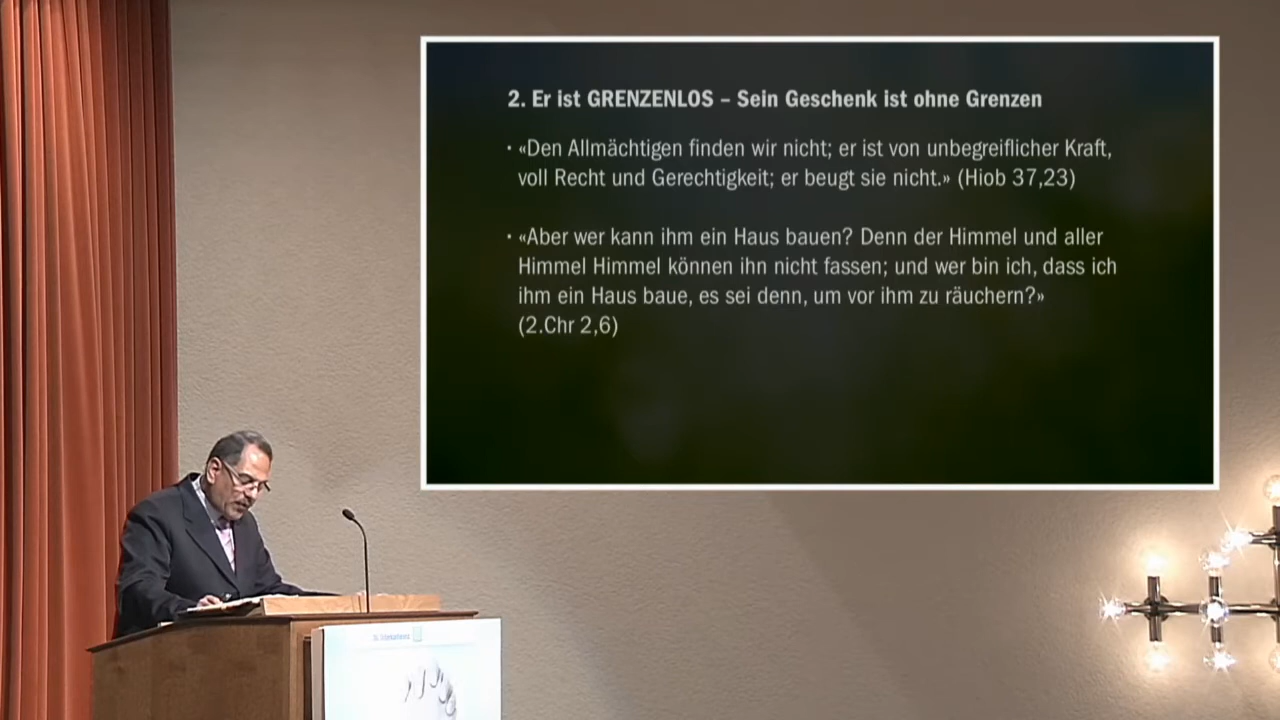 2. Er ist GRENZENLOS – Sein Geschenk ist ohne Grenzen
• «Den Allmächtigen finden wir nicht; er ist von unbegreiflicher Kraft,
voll Recht und Gerechtigkeit; er beugt sie nicht.» (Hiob 37,23)
• «Aber wer kann ihm ein Haus bauen? Denn der Himmel und aller
Himmel Himmel können ihn nicht fassen; und wer bin ich, dass ich
ihm ein Haus baue, es sei denn, um vor ihm zu räuchern?»
(2.Chr 2,6)